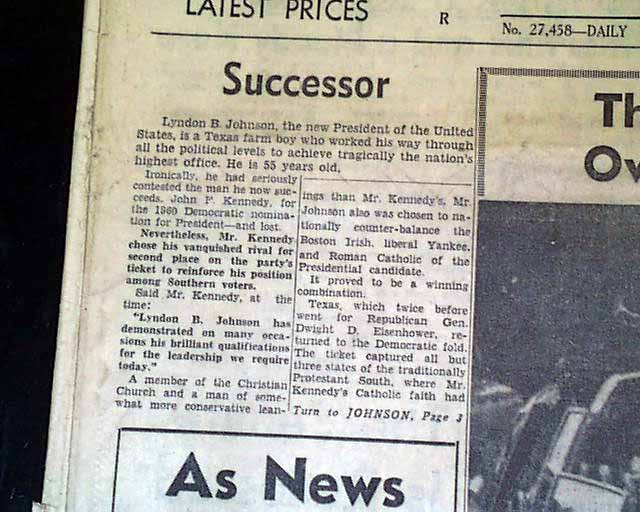 LATEST PRICES
R
No. 27,458—DAILY
Successor
Lyndon B. Johnson, the new President of the United
States, is a Texas farm boy who worked his way through
all the political levels to achieve tragically the nation's
highest office. He is 55 years old.
Ironically, he had seriously
contested the man he now suc-
ceeds, John F. Kennedy, for
the 1960 Democratic nomina-
tion for President—and lost.
Nevertheless, Mr. Kennedy
chose his vanquished rival for
second place on the party's
ticket to reinforce his position
among Southern voters.
Said Mr. Kennedy, at the
time:
"Lyndon B. Johnson has
demonstrated on many occa-
sions his brilliant qualifications
for the leadership we require
today."
A member of the Christian
Church and a man of some-
what more conservative lean-
ings than Mr. Kennedy's, Mr.
Johnson also was chosen to na-
tionally counter-balance the
Boston Irish, liberal Yankee,
and Roman Catholic of the
Presidential candidate.
It proved to be a winning
combination.
Texas, which twice before
went for Republican Gen.
Dwight D. Eisenhower, re-
turned to the Democratic fold.
The ticket captured all but
three states of the traditionally
Protestant South, where Mr.
Kennedy's Catholic faith had
Turn to JOHNSON, Page 3
As News
Th
Ov